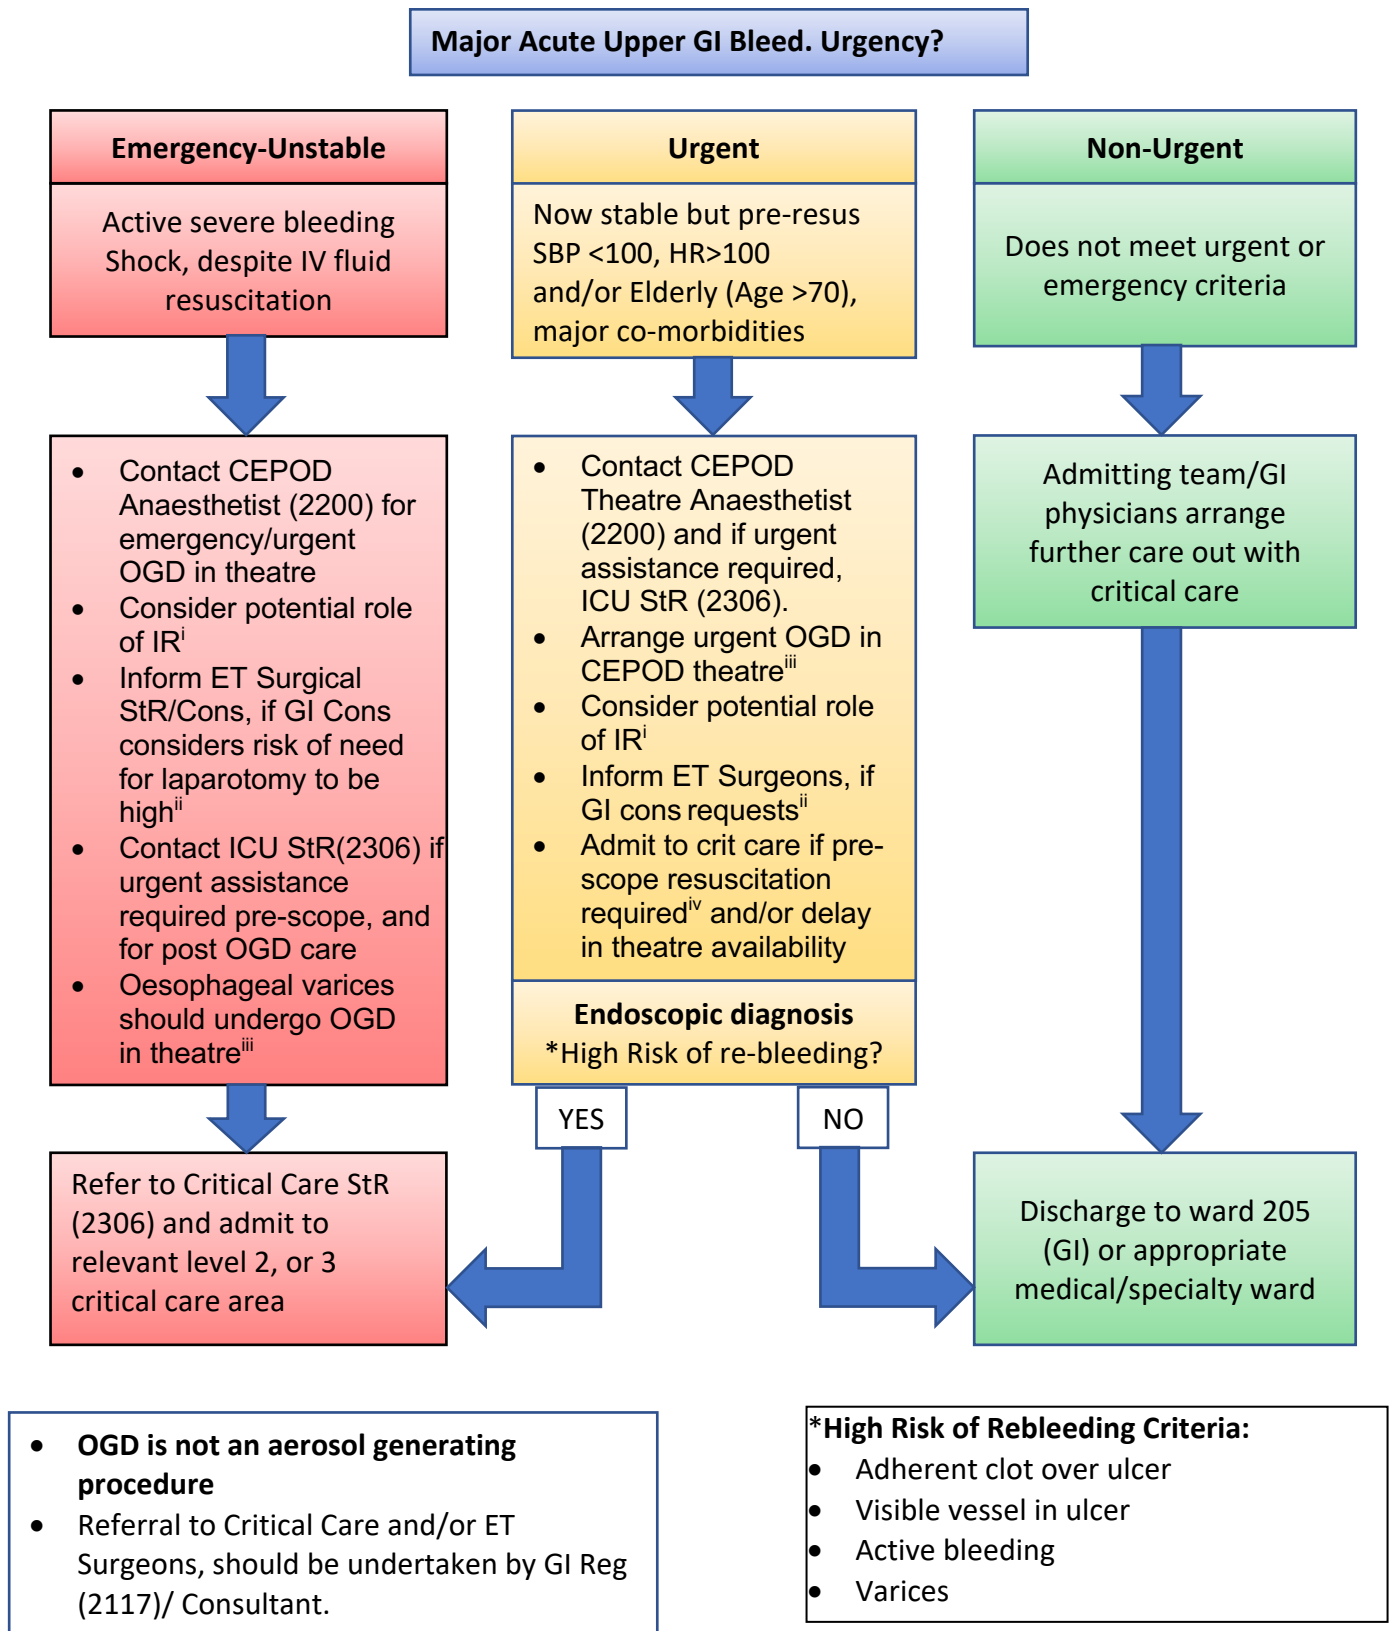 Major Acute Upper GI Bleed. Urgency?
Emergency-Unstable
Active severe bleeding
Shock, despite IV fluid
resuscitation
• Contact CEPOD
Anaesthetist (2200) for
emergency/urgent
OGD in theatre
• Consider potential role
of IRⁱ
• Inform ET Surgical
StR/Cons, if GI Cons
considers risk of need
for laparotomy to be
highⁱⁱ
• Contact ICU StR(2306) if
urgent assistance
required pre-scope, and
for post OGD care
• Oesophageal varices
should undergo OGD
in theatreⁱⁱⁱ
Refer to Critical Care StR
(2306) and admit to
relevant level 2, or 3
critical care area
Urgent
Now stable but pre-resus
SBP <100, HR>100
and/or Elderly (Age >70),
major co-morbidities
• Contact CEPOD
Theatre Anaesthetist
(2200) and if urgent
assistance required,
ICU StR (2306).
• Arrange urgent OGD in
CEPOD theatreⁱⁱⁱ
• Consider potential role
of IRⁱ
• Inform ET Surgeons, if
GI cons requestsⁱⁱ
• Admit to crit care if pre-
scope resuscitation
requiredⁱᵛ and/or delay
in theatre availability
Endoscopic diagnosis
*High Risk of re-bleeding?
YES
NO
Non-Urgent
Does not meet urgent or
emergency criteria
Admitting team/GI
physicians arrange
further care out with
critical care
Discharge to ward 205
(GI) or appropriate
medical/specialty ward
• OGD is not an aerosol generating
procedure
• Referral to Critical Care and/or ET
Surgeons, should be undertaken by GI Reg
(2117)/ Consultant.
*High Risk of Rebleeding Criteria:
• Adherent clot over ulcer
• Visible vessel in ulcer
• Active bleeding
• Varices